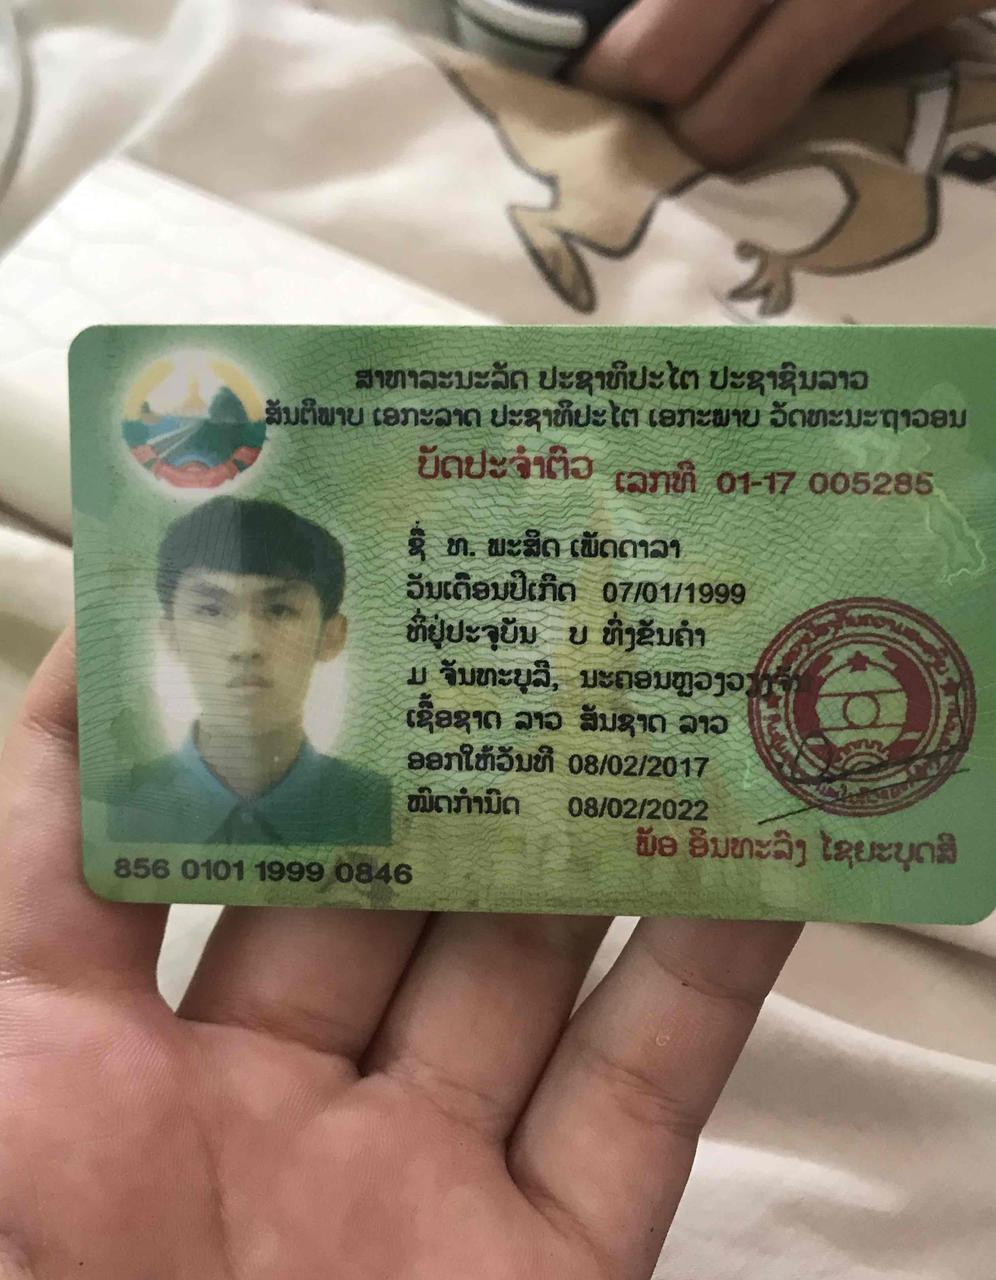 ສາທາລະນະລັດ ປະຊາທິປະໄຕ ປະຊາຊົນລາວ
ສັນຕິພາບ ເອກະລາດ ປະຊາທິປະໄຕ ເອກະພາບ ວັດທະນະຖາວອນ
ບັດປະຈຳຕົວ ເລກທີ 01-17 005285
ຊື່ ທ. ພະສິດ ເພັດດາລາ
ວັນເດືອນປີເກີດ 07/01/1999
ທີ່ຢູ່ປະຈຸບັນ ບ ທົ່ງຂັນຄຳ
ມ ຈັນທະບູລີ, ນະຄອນຫຼວງວຽງຈັນ
ເຊື້ອຊາດ ລາວ ສັນຊາດ ລາວ
ອອກໃຫ້ວັນທີ 08/02/2017
ໝົດກຳນົດ 08/02/2022
ພັອ ອິນທະລົງ ໄຊຍະບຸດສີ
856 0101 1999 0846